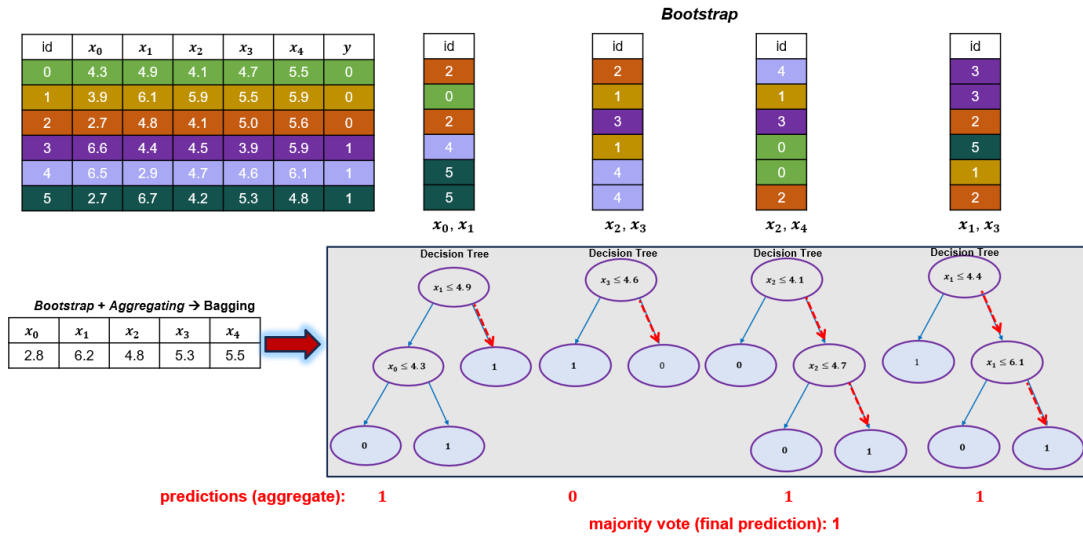 Bootstrap
id x₀ x₁ x₂ x₃ x₄ y
0 4.3 4.9 4.1 4.7 5.5 0
1 3.9 6.1 5.9 5.5 5.9 0
2 2.7 4.8 4.1 5.0 5.6 0
3 6.6 4.4 4.5 3.9 5.9 1
4 6.5 2.9 4.7 4.6 6.1 1
5 2.7 6.7 4.2 5.3 4.8 1
id
2
0
2
4
5
5
x₀, x₁
id
2
1
3
1
4
4
x₂, x₃
id
4
1
3
0
0
2
x₂, x₄
id
3
3
2
5
1
2
x₁, x₃
Bootstrap + Aggregating → Bagging
x₀ x₁ x₂ x₃ x₄
2.8 6.2 4.8 5.3 5.5
Decision Tree
x₁ ≤ 4.9
x₀ ≤ 4.3
1
0
1
Decision Tree
x₃ ≤ 4.6
1
0
Decision Tree
x₂ ≤ 4.1
0
x₂ ≤ 4.7
0
1
Decision Tree
x₁ ≤ 4.4
1
x₁ ≤ 6.1
0
1
predictions (aggregate): 1 0 1 1
majority vote (final prediction): 1